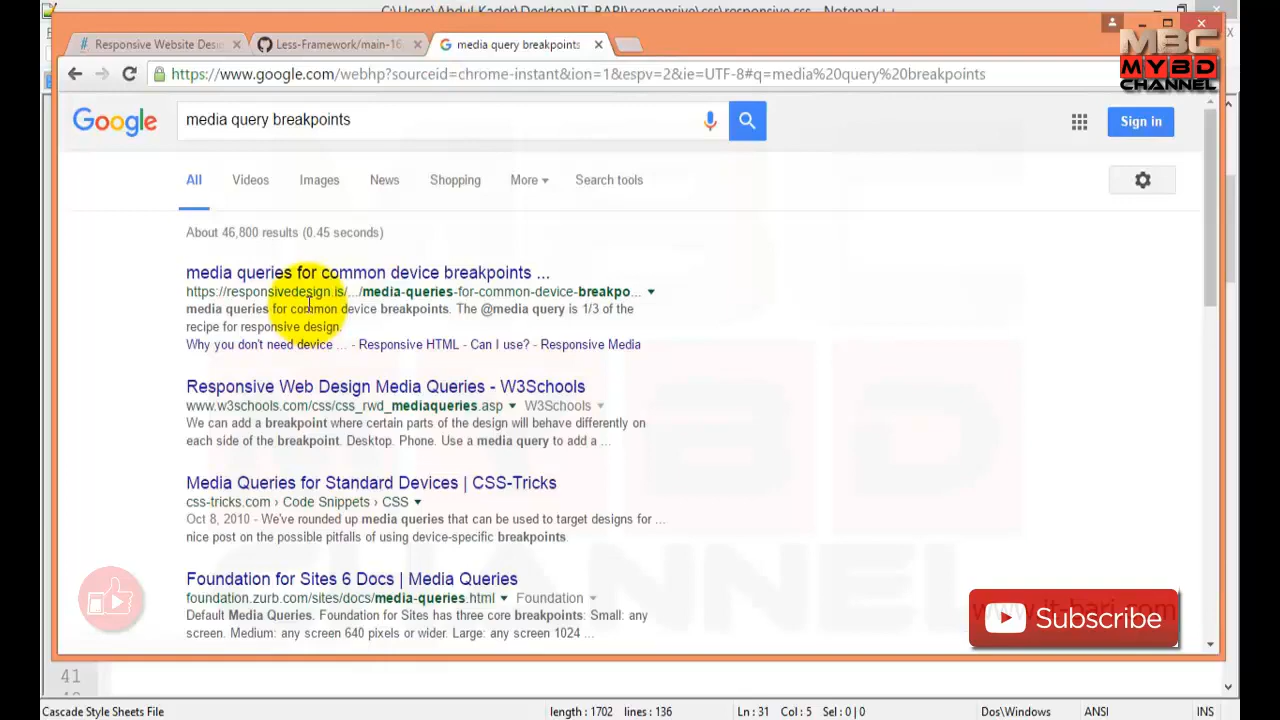 C:\Users\Abdul Kader\Desktop\IT-BARI\responsive\css\responsive.css - Notepad++
Responsive Website Desi
Less-Framework/main-16
media query breakpoints
https://www.google.com/webhp?sourceid=chrome-instant&ion=1&espv=2&ie=UTF-8#q=media%20query%20breakpoints
MBC
MYBD
CHANNEL
Google
media query breakpoints
Sign in
All
Videos
Images
News
Shopping
More
Search tools
About 46,800 results (0.45 seconds)
media queries for common device breakpoints ...
https://responsivedesign.is/.../media-queries-for-common-device-breakpo...
media queries for common device breakpoints. The @media query is 1/3 of the
recipe for responsive design.
Why you don't need device ... - Responsive HTML - Can I use? - Responsive Media
Responsive Web Design Media Queries - W3Schools
www.w3schools.com/css/css_rwd_mediaqueries.asp
W3Schools
We can add a breakpoint where certain parts of the design will behave differently on
each side of the breakpoint. Desktop. Phone. Use a media query to add a ...
Media Queries for Standard Devices | CSS-Tricks
css-tricks.com › Code Snippets › CSS
Oct 8, 2010 - We've rounded up media queries that can be used to target designs for ...
nice post on the possible pitfalls of using device-specific breakpoints.
Foundation for Sites 6 Docs | Media Queries
foundation.zurb.com/sites/docs/media-queries.html
Foundation
Default Media Queries. Foundation for Sites has three core breakpoints: Small: any
screen. Medium: any screen 640 pixels or wider. Large: any screen 1024 ...
www.It-bari.com
Subscribe
MYBD
CHANNEL
41
Cascade Style Sheets File
length : 1702
lines : 136
Ln : 31
Col : 5
Sel : 0 | 0
Dos\Windows
ANSI
INS